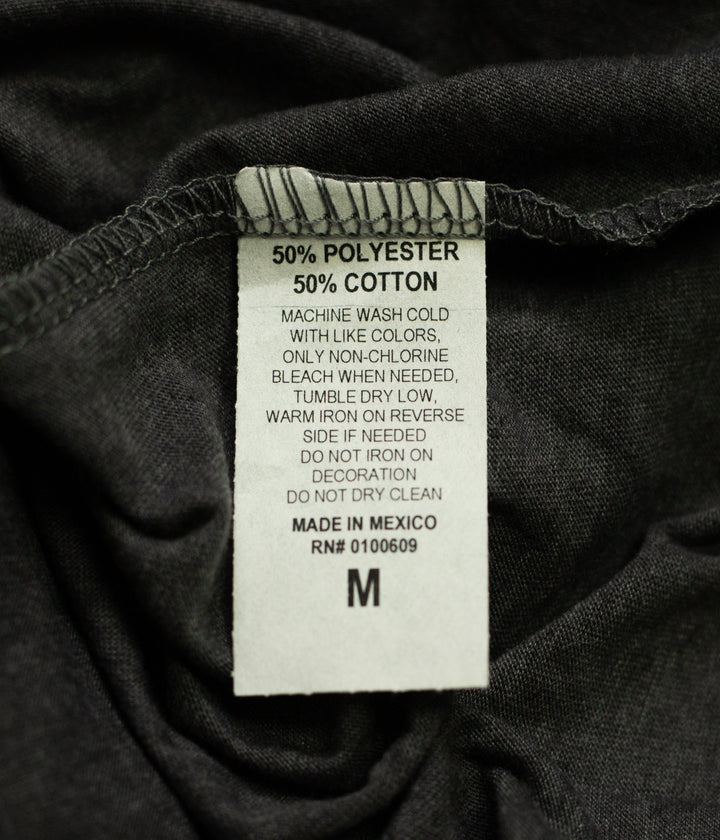 50% POLYESTER
50% COTTON
MACHINE WASH COLD
WITH LIKE COLORS,
ONLY NON-CHLORINE
BLEACH WHEN NEEDED,
TUMBLE DRY LOW,
WARM IRON ON REVERSE
SIDE IF NEEDED
DO NOT IRON ON
DECORATION
DO NOT DRY CLEAN
MADE IN MEXICO
RN# 0100609
M